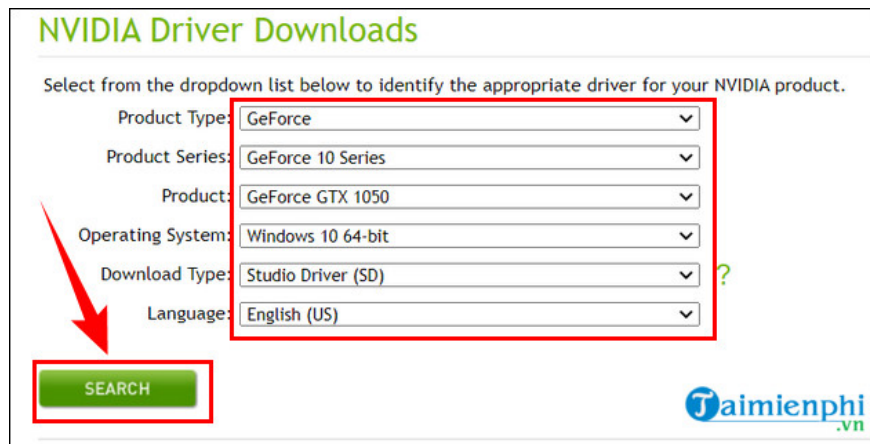 NVIDIA Driver Downloads
Select from the dropdown list below to identify the appropriate driver for your NVIDIA product.
Product Type: GeForce
Product Series: GeForce 10 Series
Product: GeForce GTX 1050
Operating System: Windows 10 64-bit
Download Type: Studio Driver (SD) ?
Language: English (US)
SEARCH
Taimienphi
.vn